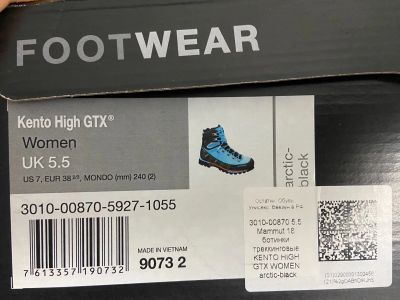 FOOTWEAR
Kento High GTX®
Women
UK 5.5
US 7, EUR 38 2/3, MONDO (mm) 240 (2)
arctic-
black
3010-00870-5927-1055
MADE IN VIETNAM
7 613357 190732
9073 2
3010-00870 5.5
Mammut 18
ботинки
треккинговые
KENTO HIGH
GTX WOMEN
arctic-black